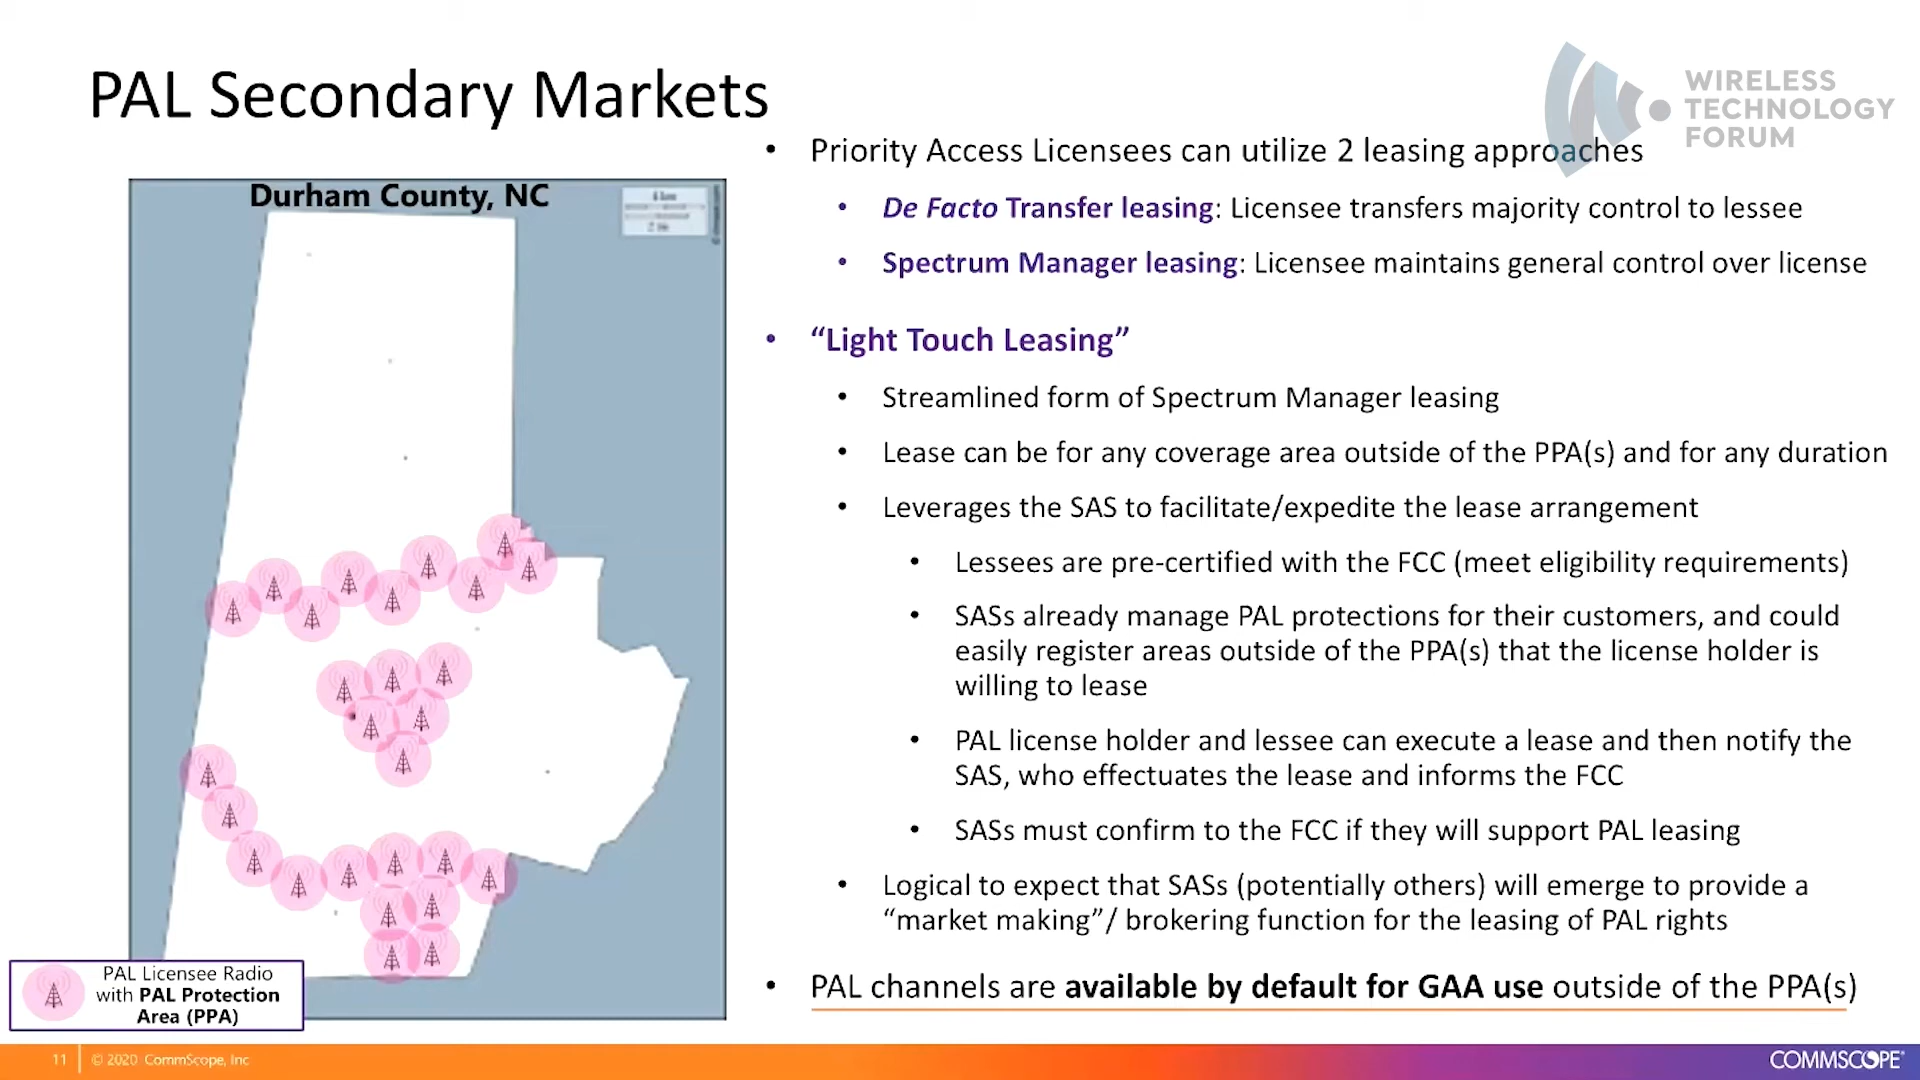 PAL Secondary Markets
WIRELESS
TECHNOLOGY
FORUM
Durham County, NC
• Priority Access Licensees can utilize 2 leasing approaches
• De Facto Transfer leasing: Licensee transfers majority control to lessee
• Spectrum Manager leasing: Licensee maintains general control over license
• “Light Touch Leasing”
• Streamlined form of Spectrum Manager leasing
• Lease can be for any coverage area outside of the PPA(s) and for any duration
• Leverages the SAS to facilitate/expedite the lease arrangement
• Lessees are pre-certified with the FCC (meet eligibility requirements)
• SASs already manage PAL protections for their customers, and could
easily register areas outside of the PPA(s) that the license holder is
willing to lease
• PAL license holder and lessee can execute a lease and then notify the
SAS, who effectuates the lease and informs the FCC
• SASs must confirm to the FCC if they will support PAL leasing
• Logical to expect that SASs (potentially others) will emerge to provide a
“market making”/ brokering function for the leasing of PAL rights
• PAL channels are available by default for GAA use outside of the PPA(s)
PAL Licensee Radio
with PAL Protection
Area (PPA)
11
© 2020 CommScope, Inc
COMMSCOPE